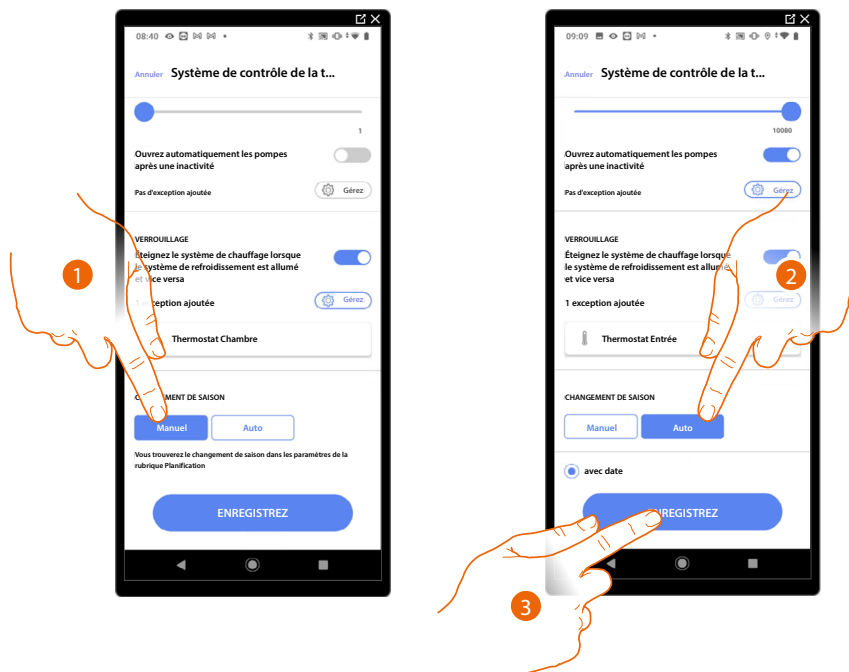 08:40
Annuler Système de contrôle de la t...
1
Ouvrez automatiquement les pompes
après une inactivité
Pas d'exception ajoutée
Gérez
VERROUILLAGE
Éteignez le système de chauffage lorsque
le système de refroidissement est allumé
et vice versa
1 exception ajoutée
Gérez
Thermostat Chambre
MENT DE SAISON
Manuel
Auto
Vous trouverez le changement de saison dans les paramètres de la
rubrique Planification
ENREGISTREZ
1
09:09
Annuler Système de contrôle de la t...
10080
Ouvrez automatiquement les pompes
après une inactivité
Pas d'exception ajoutée
Gérez
VERROUILLAGE
Éteignez le système de chauffage lorsque
le système de refroidissement est allumé
et vice versa
1 exception ajoutée
Gérez
Thermostat Entrée
CHANGEMENT DE SAISON
Manuel
Auto
avec date
REGISTREZ
2
3